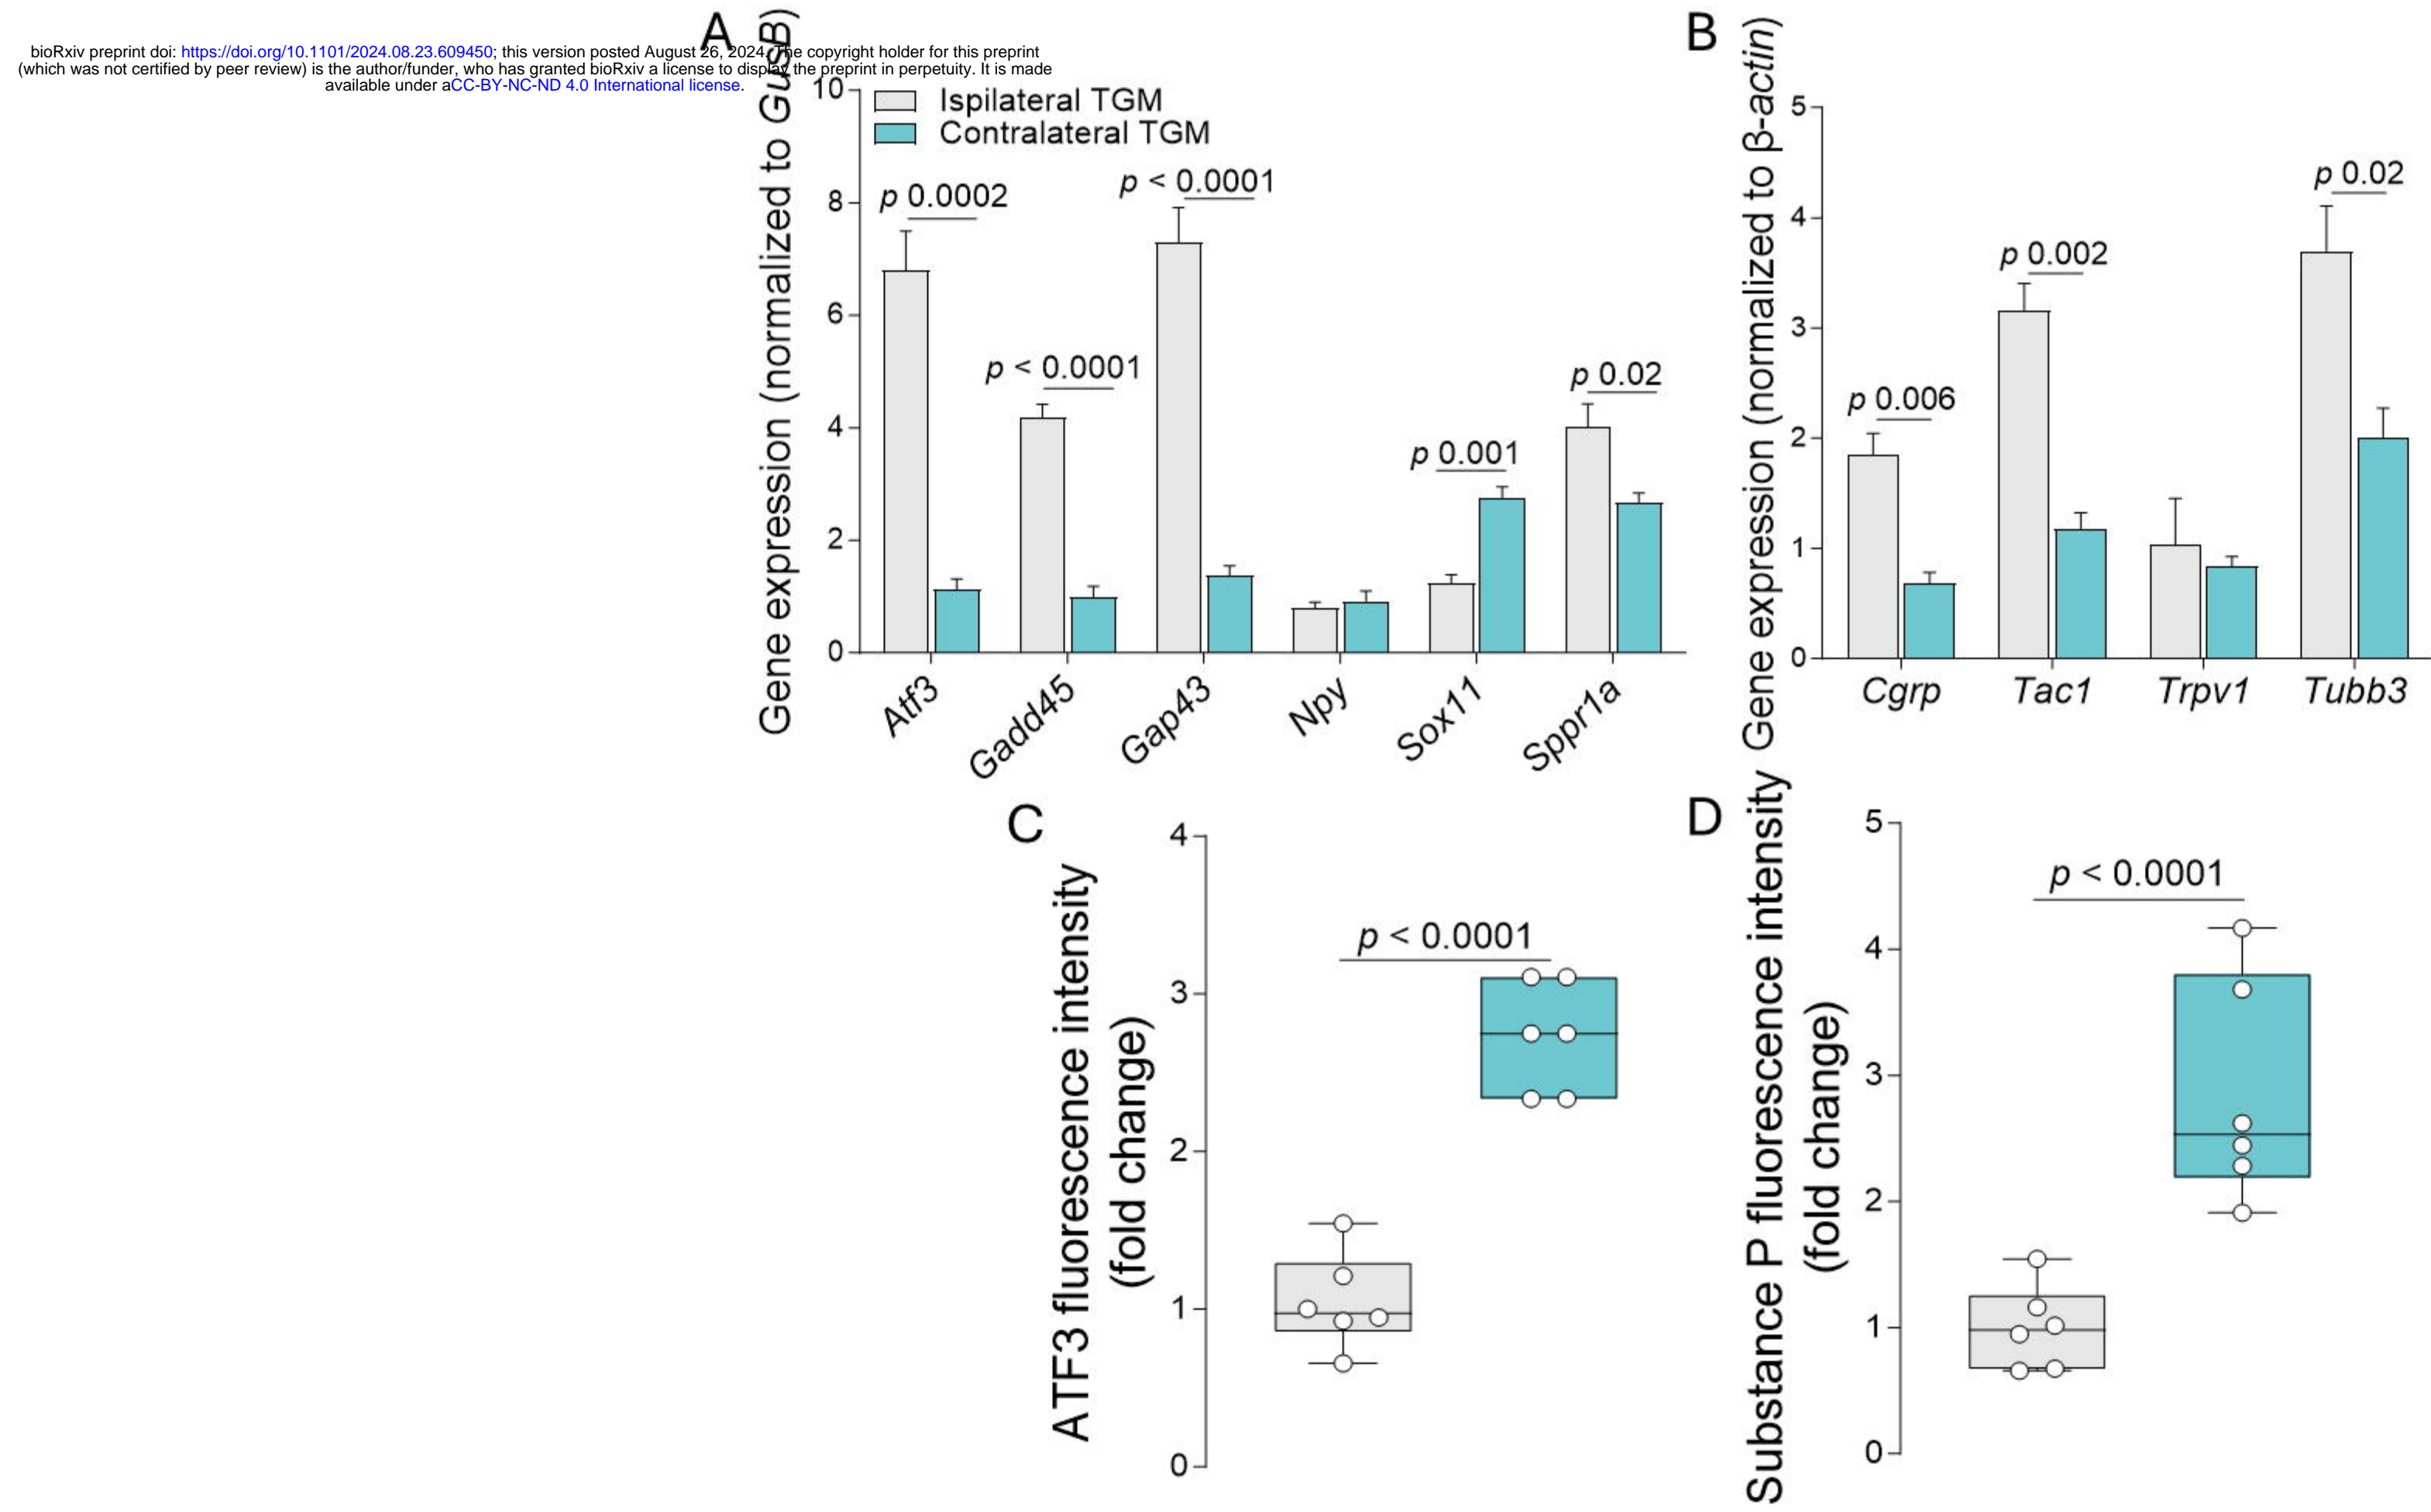 bioRxiv preprint doi: https://doi.org/10.1101/2024.08.23.609450; this version posted August 26, 2024. The copyright holder for this preprint
(which was not certified by peer review) is the author/funder, who has granted bioRxiv a license to display the preprint in perpetuity. It is made
available under aCC-BY-NC-ND 4.0 International license.
A
Gene expression (normalized to GusB)
10
8
6
4
2
0
Ispilateral TGM
Contralateral TGM
p 0.0002
p < 0.0001
p < 0.0001
p 0.001
p 0.02
Atf3
Gadd45
Gap43
Npy
Sox11
Sppr1a
B
Gene expression (normalized to β-actin)
5
4
3
2
1
0
p 0.006
p 0.002
p 0.02
Cgrp
Tac1
Trpv1
Tubb3
C
ATF3 fluorescence intensity
(fold change)
4
3
2
1
0
p < 0.0001
D
Substance P fluorescence intensity
(fold change)
5
4
3
2
1
0
p < 0.0001